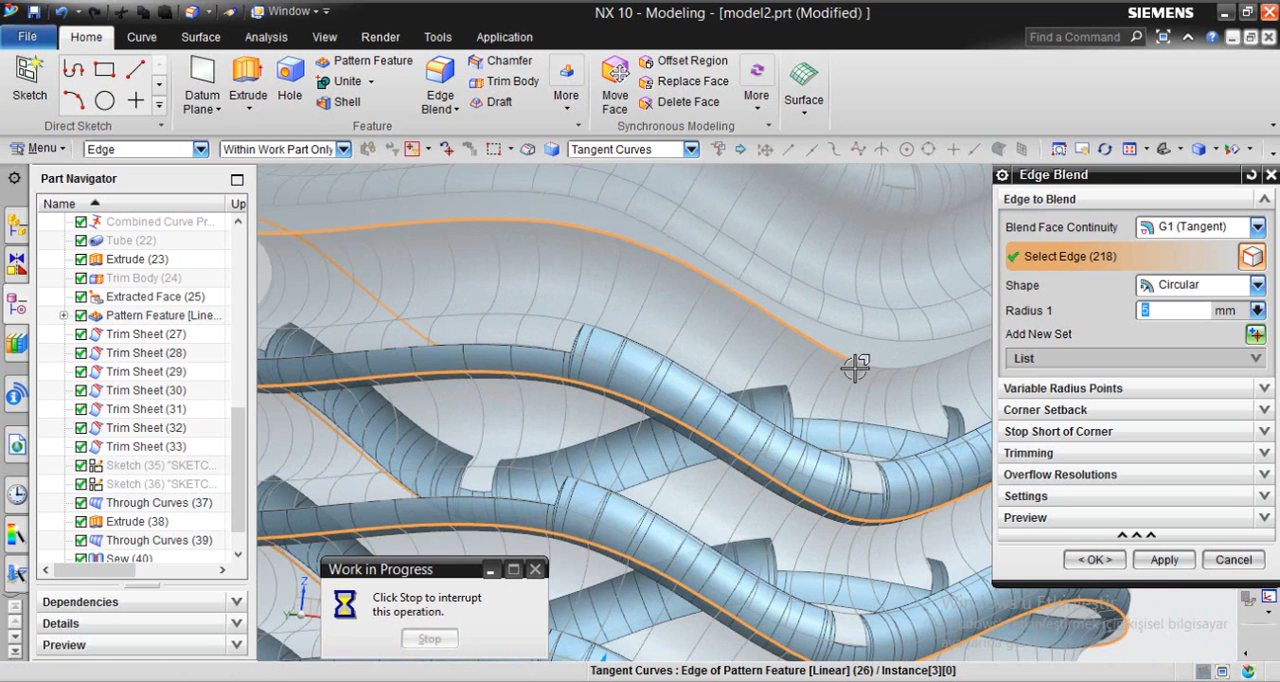 Window
NX 10 - Modeling - [model2.prt (Modified) ]
SIEMENS
File
Home
Curve
Surface
Analysis
View
Render
Tools
Application
Find a Command
Sketch
Direct Sketch
Datum Plane
Extrude
Hole
Pattern Feature
Unite
Shell
Edge Blend
Chamfer
Trim Body
Draft
More
Feature
Move Face
Offset Region
Replace Face
Delete Face
More
Synchronous Modeling
Surface
Menu
Edge
Within Work Part Only
Tangent Curves
Part Navigator
Name
Up
Combined Curve Pr...
Tube (22)
Extrude (23)
Trim Body (24)
Extracted Face (25)
Pattern Feature [Line...
Trim Sheet (27)
Trim Sheet (28)
Trim Sheet (29)
Trim Sheet (30)
Trim Sheet (31)
Trim Sheet (32)
Trim Sheet (33)
Sketch (35) "SKETC...
Sketch (36) "SKETC...
Through Curves (37)
Extrude (38)
Through Curves (39)
Sew (40)
Dependencies
Details
Preview
Work in Progress
Click Stop to interrupt
this operation.
Stop
Z
Edge Blend
Edge to Blend
Blend Face Continuity
G1 (Tangent)
Select Edge (218)
Shape
Circular
Radius 1
5
mm
Add New Set
List
Variable Radius Points
Corner Setback
Stop Short of Corner
Trimming
Overflow Resolutions
Settings
Preview
< OK >
Apply
Cancel
kişisel bilgisayar
Tangent Curves : Edge of Pattern Feature [Linear] (26) / Instance[3][0]